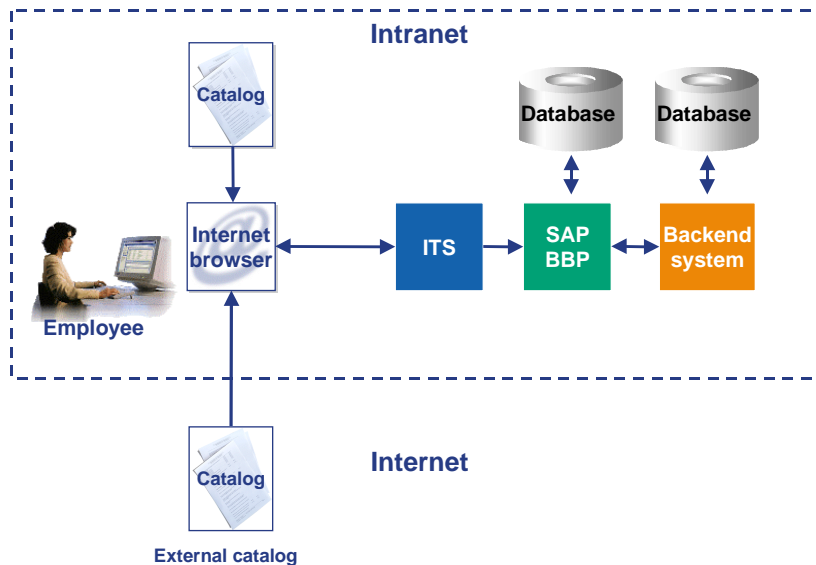 Intranet
Catalog
Database
Database
Internet
browser
ITS
SAP
BBP
Backend
system
Employee
Internet
Catalog
External catalog